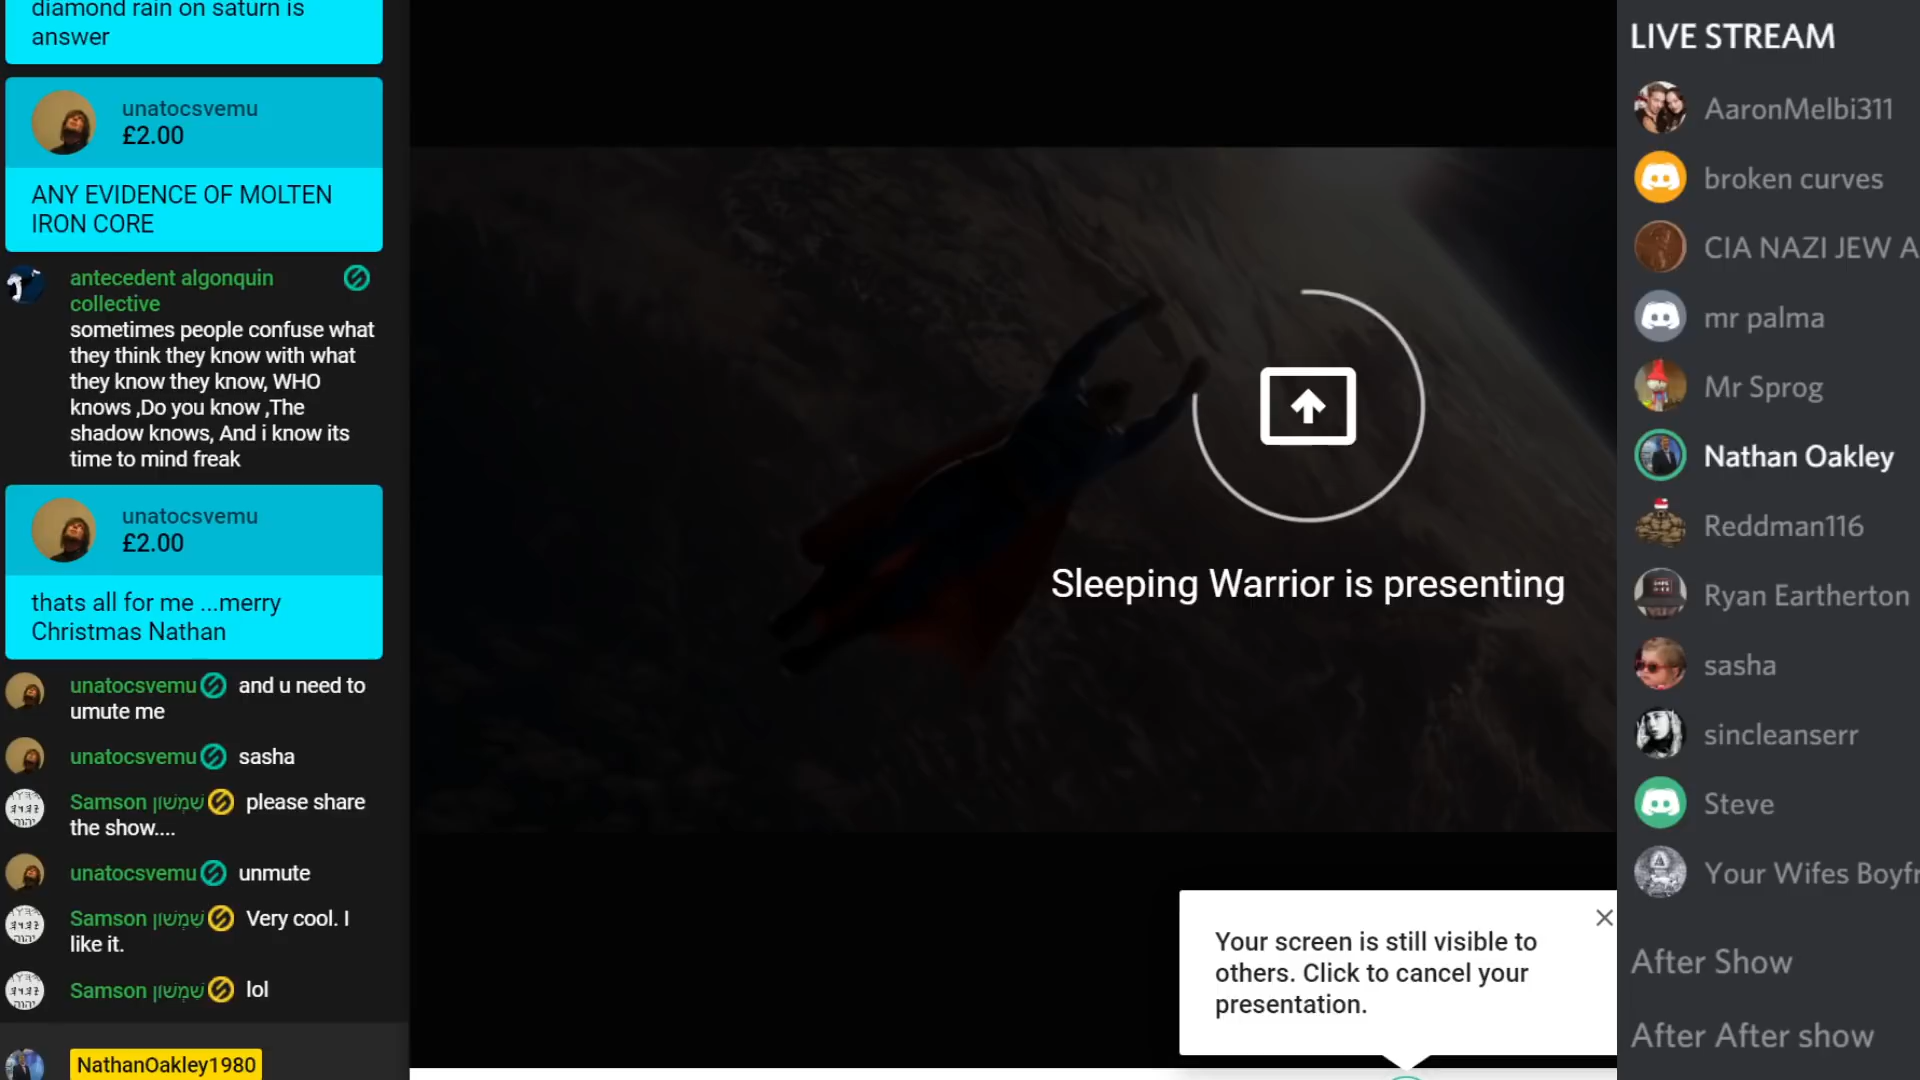 diamond rain on saturn is
answer
unatocsvemu
£2.00
ANY EVIDENCE OF MOLTEN
IRON CORE
antecedent algonquin
collective
sometimes people confuse what
they think they know with what
they know they know, WHO
knows ,Do you know ,The
shadow knows, And i know its
time to mind freak
unatocsvemu
£2.00
thats all for me ...merry
Christmas Nathan
unatocsvemu and u need to
umute me
unatocsvemu sasha
Samson שִׁמְשׁוֹן please share
the show....
unatocsvemu unmute
Samson שִׁמְשׁוֹן Very cool. I
like it.
Samson שִׁמְשׁוֹן lol
NathanOakley1980
Sleeping Warrior is presenting
Your screen is still visible to
others. Click to cancel your
presentation.
LIVE STREAM
AaronMelbi311
broken curves
CIA NAZI JEW A
mr palma
Mr Sprog
Nathan Oakley
Reddman116
Ryan Eartherton
sasha
sincleanserr
Steve
Your Wifes Boyfr
After Show
After After show